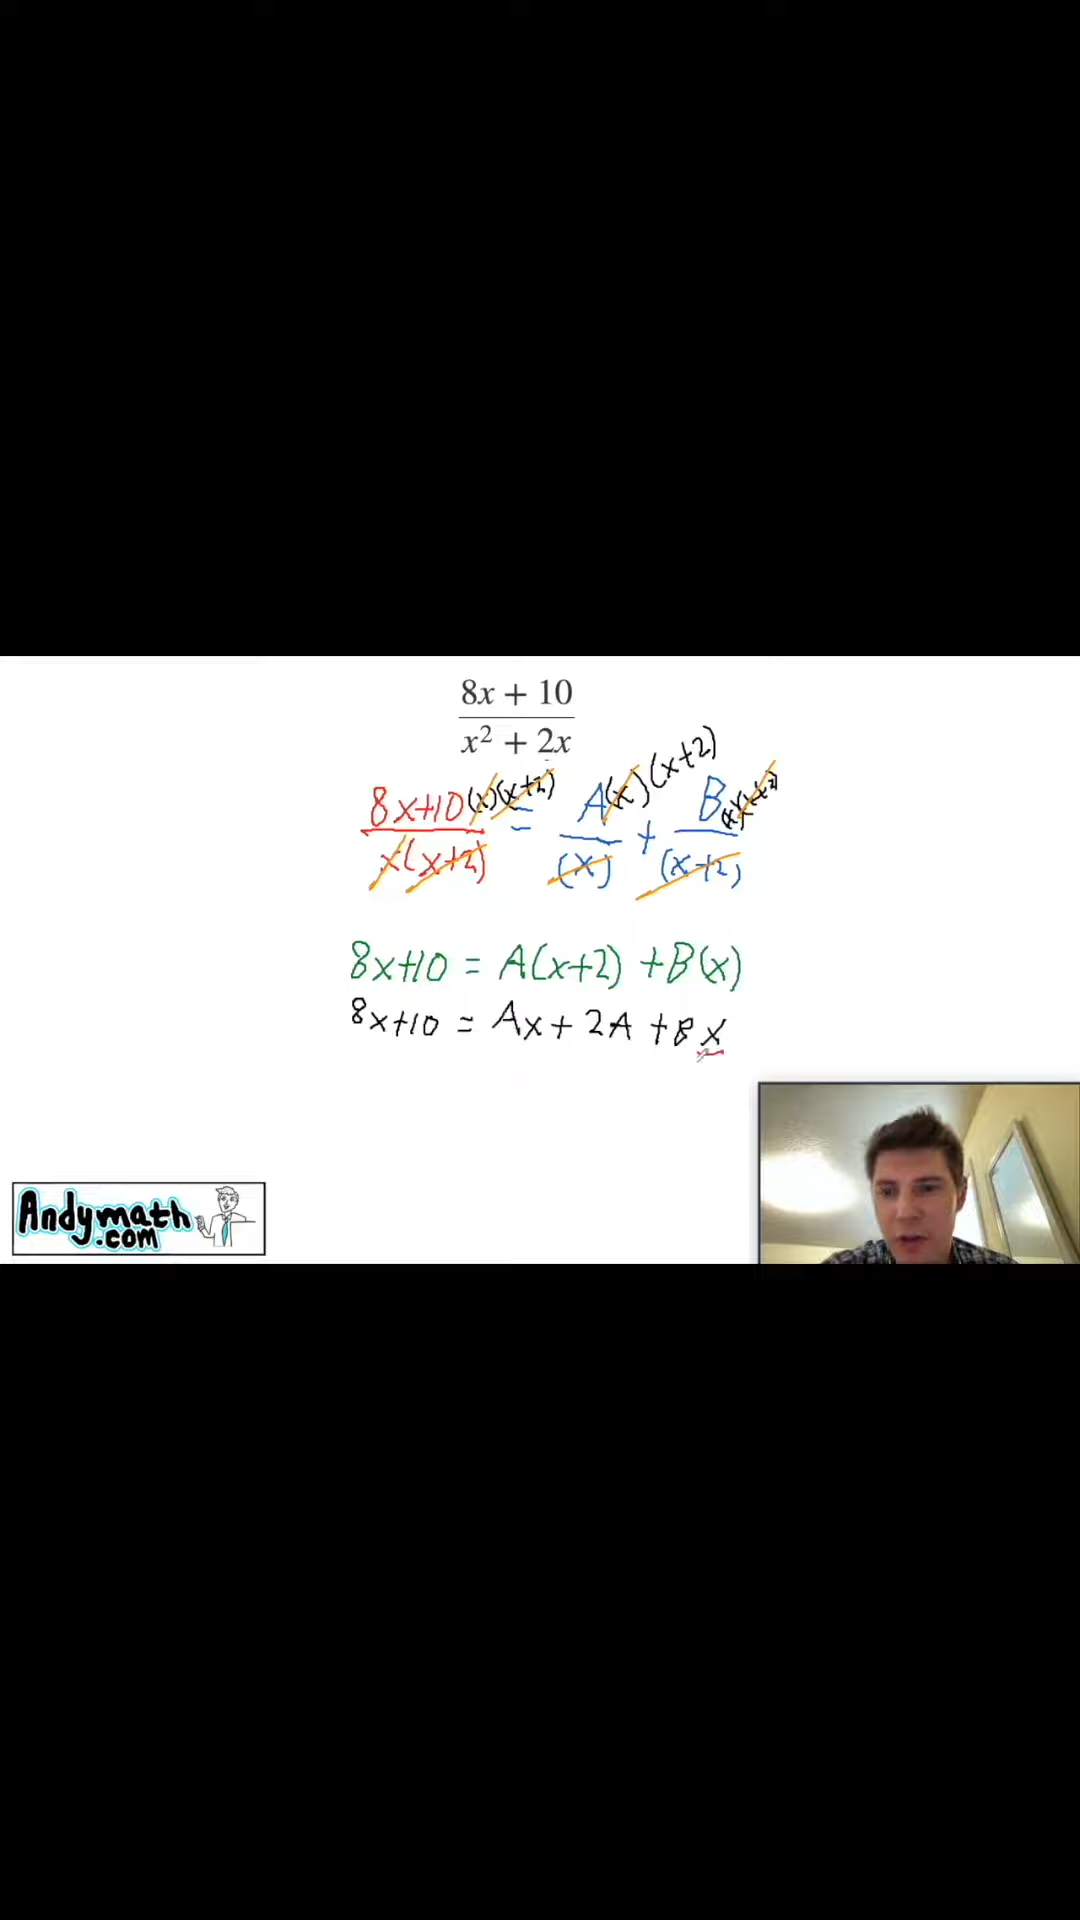 8x + 10
x² + 2x
8x+10(x)(x+2) = A(x)(x+2) + B(x)(x+2)
x(x+2) (x) (x+2)
8x+10 = A(x+2) + B(x)
8x+10 = Ax + 2A + Bx
Andymath
.com